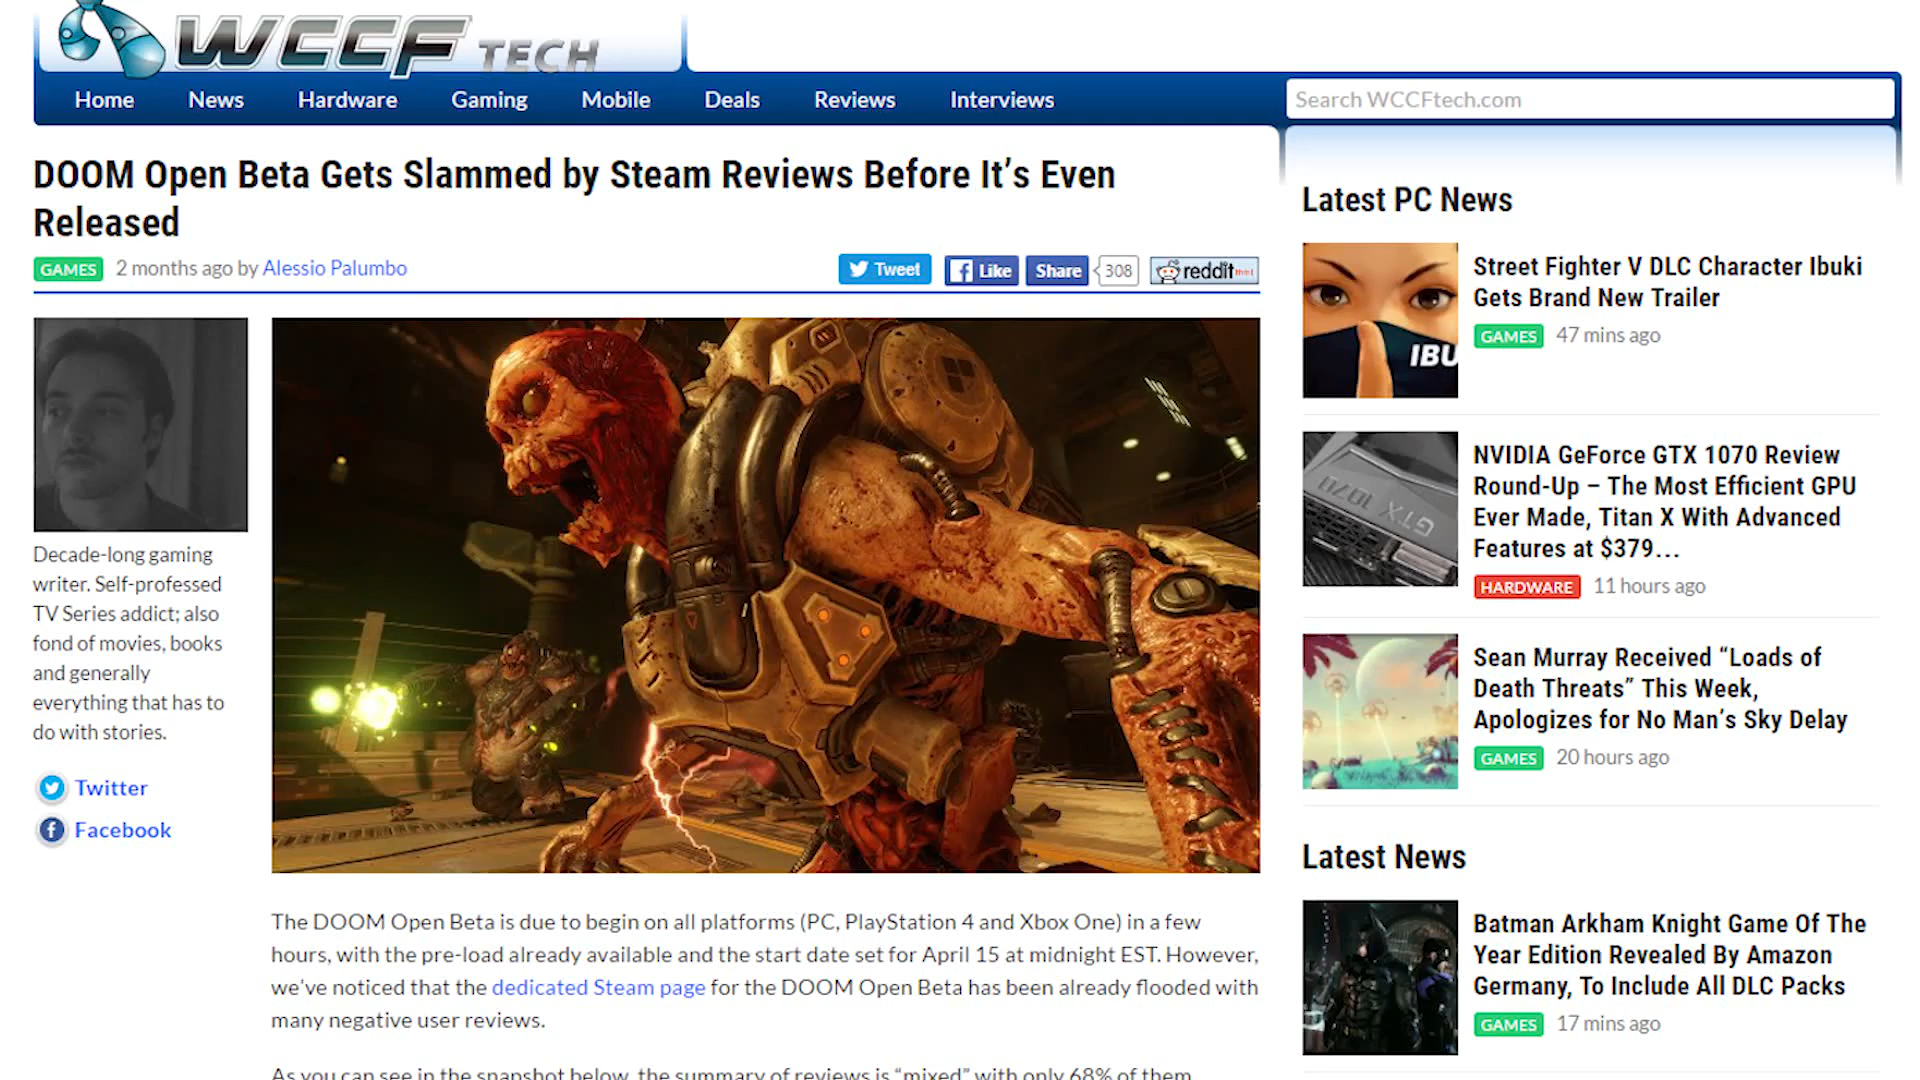 WCCF TECH
Home News Hardware Gaming Mobile Deals Reviews Interviews
Search WCCFtech.com
DOOM Open Beta Gets Slammed by Steam Reviews Before It’s Even
Released
GAMES 2 months ago by Alessio Palumbo
Tweet Like Share 308 reddit
Decade-long gaming
writer. Self-professed
TV Series addict; also
fond of movies, books
and generally
everything that has to
do with stories.
Twitter
Facebook
The DOOM Open Beta is due to begin on all platforms (PC, PlayStation 4 and Xbox One) in a few
hours, with the pre-load already available and the start date set for April 15 at midnight EST. However,
we've noticed that the dedicated Steam page for the DOOM Open Beta has been already flooded with
many negative user reviews.
As you can see in the snapshot below, the summary of reviews is “mixed” with only 68% of them
Latest PC News
IBU
Street Fighter V DLC Character Ibuki
Gets Brand New Trailer
GAMES 47 mins ago
GTX 1070
NVIDIA GeForce GTX 1070 Review
Round-Up – The Most Efficient GPU
Ever Made, Titan X With Advanced
Features at $379...
HARDWARE 11 hours ago
Sean Murray Received “Loads of
Death Threats” This Week,
Apologizes for No Man’s Sky Delay
GAMES 20 hours ago
Latest News
Batman Arkham Knight Game Of The
Year Edition Revealed By Amazon
Germany, To Include All DLC Packs
GAMES 17 mins ago